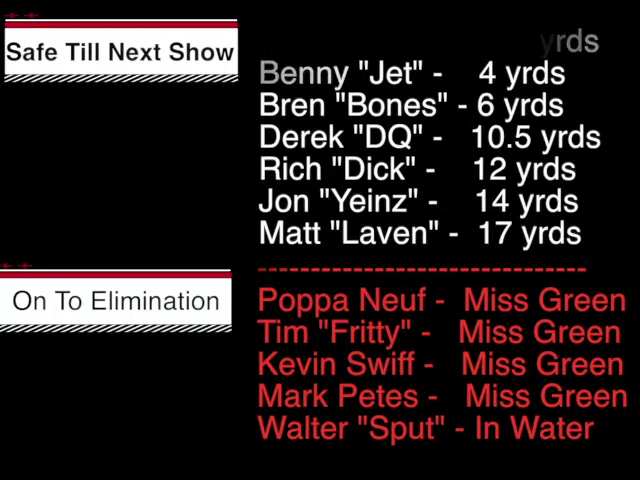 Safe Till Next Show
yrds
Benny "Jet" - 4 yrds
Bren "Bones" - 6 yrds
Derek "DQ" - 10.5 yrds
Rich "Dick" - 12 yrds
Jon "Yeinz" - 14 yrds
Matt "Laven" - 17 yrds
------------------------------
On To Elimination
Poppa Neuf - Miss Green
Tim "Fritty" - Miss Green
Kevin Swiff - Miss Green
Mark Petes - Miss Green
Walter "Sput" - In Water